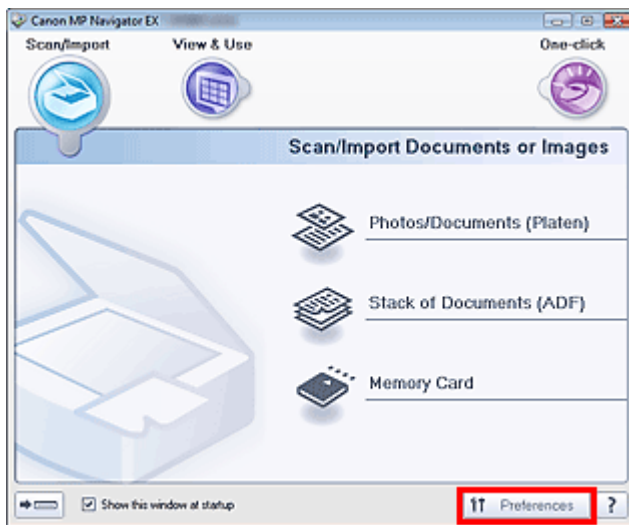 Canon MP Navigator EX
Scan/Import View & Use One-click
Scan/Import Documents or Images
Photos/Documents (Platen)
Stack of Documents (ADF)
Memory Card
Show this window at startup Preferences ?